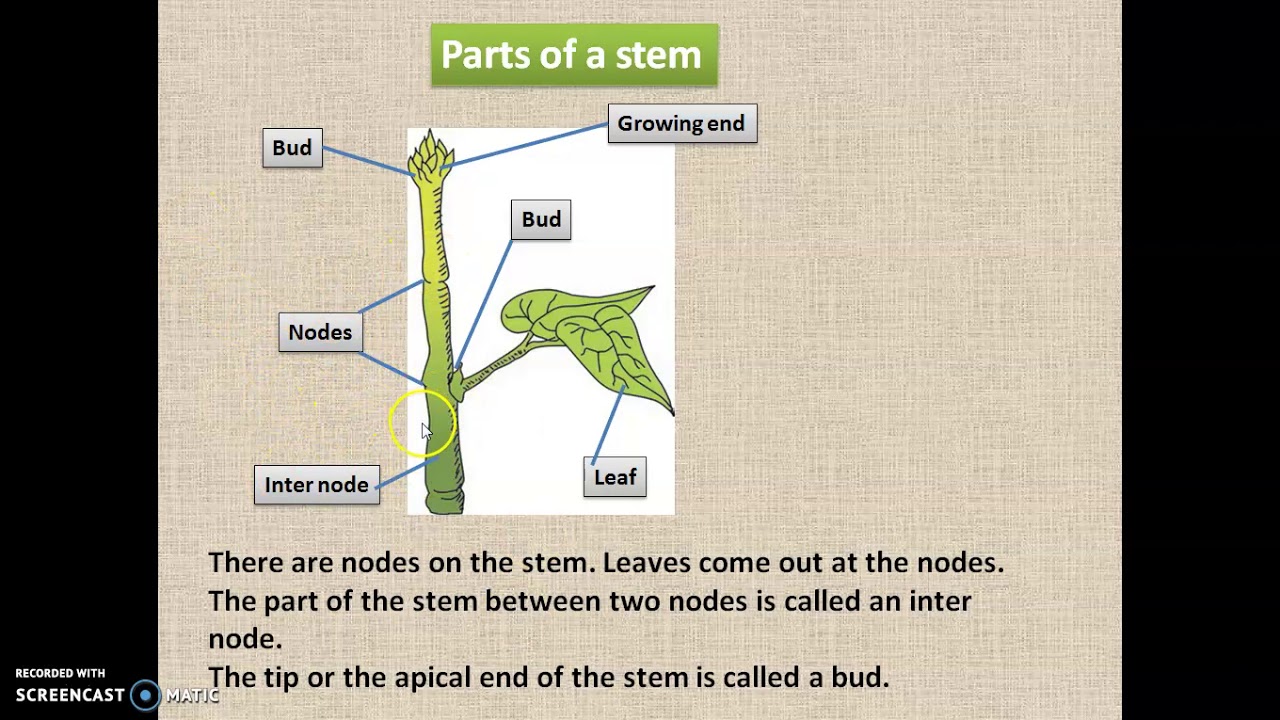 Parts of a stem
Growing end
Bud
Bud
Nodes
Inter node
Leaf
There are nodes on the stem. Leaves come out at the nodes.
The part of the stem between two nodes is called an inter
node.
The tip or the apical end of the stem is called a bud.
RECORDED WITH
SCREENCAST MATIC